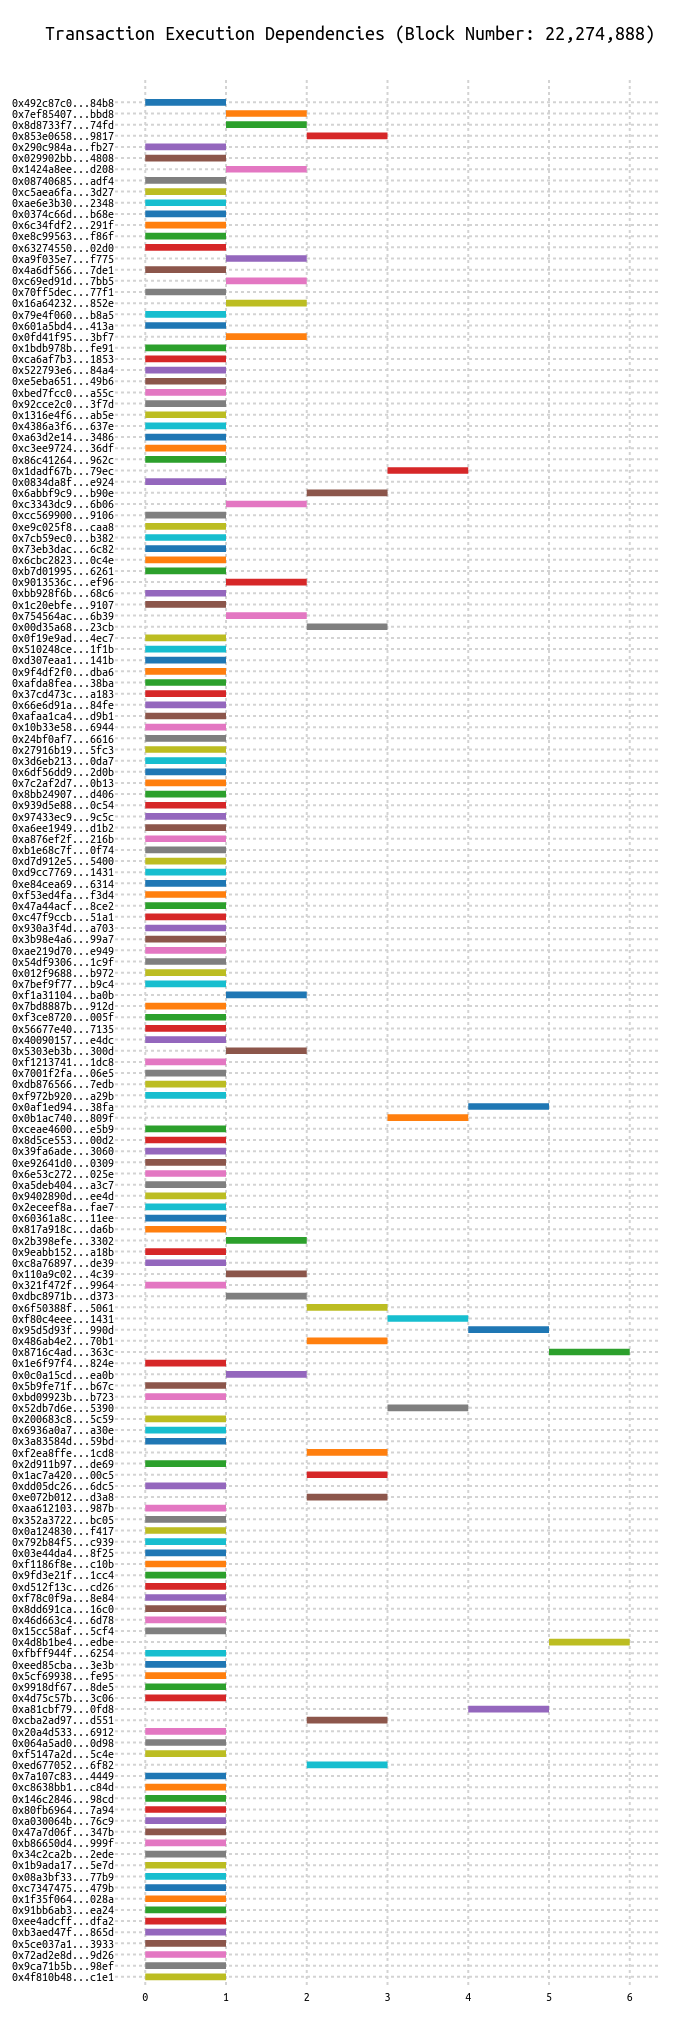 Transaction Execution Dependencies (Block Number: 22,274,888)
0x492c87c0...84b8
0x7ef85407...bbd8
0x8d8733f7...74fd
0x853e0658...9817
0x290c984a...fb27
0x029902bb...4808
0x1424a8ee...d208
0x08740685...adf4
0xc5aea6fa...3d27
0xae6e3b30...2348
0x0374c66d...b68e
0x6c34fdf2...291f
0xe8c99563...f86f
0x63274550...02d0
0xa9f035e7...f775
0x4a6df566...7de1
0xc69ed91d...7bb5
0x70ff5dec...77f1
0x16a64232...852e
0x79e4f060...b8a5
0x601a5bd4...413a
0x0fd41f95...3bf7
0x1bdb978b...fe91
0xca6af7b3...1853
0x522793e6...84a4
0xe5eba651...49b6
0xbed7fcc0...a55c
0x92cce2c0...3f7d
0x1316e4f6...ab5e
0x4386a3f6...637e
0xa63d2e14...3486
0xc3ee9724...36df
0x86c41264...962c
0x1dadf67b...79ec
0x0834da8f...e924
0x6abbf9c9...b90e
0xc3343dc9...6b06
0xcc569900...9106
0xe9c025f8...caa8
0x7cb59ec0...b382
0x73eb3dac...6c82
0x6cbc2823...0c4e
0xb7d01995...6261
0x9013536c...ef96
0xbb928f6b...68c6
0x1c20ebfe...9107
0x754564ac...6b39
0x00d35a68...23cb
0x0f19e9ad...4ec7
0x510248ce...1f1b
0xd307eaa1...141b
0x9f4df2f0...dba6
0xafda8fea...38ba
0x37cd473c...a183
0x66e6d91a...84fe
0xafaa1ca4...d9b1
0x10b33e58...6944
0x24bf0af7...6616
0x27916b19...5fc3
0x3d6eb213...0da7
0x6df56dd9...2d0b
0x7c2af2d7...0b13
0x8bb24907...d406
0x939d5e88...0c54
0x97433ec9...9c5c
0xa6ee1949...d1b2
0xa876ef2f...216b
0xb1e68c7f...0f74
0xd7d912e5...5400
0xd9cc7769...1431
0xe84cea69...6314
0xf53ed4fa...f3d4
0x47a44acf...8ce2
0xc47f9ccb...51a1
0x930a3f4d...a703
0x3b98e4a6...99a7
0xae219d70...e949
0x54df9306...1c9f
0x012f9688...b972
0x7bef9f77...b9c4
0xf1a31104...ba0b
0x7bd8887b...912d
0xf3ce8720...005f
0x56677e40...7135
0x40090157...e4dc
0x5303eb3b...300d
0xf1213741...1dc8
0x7001f2fa...06e5
0xdb876566...7edb
0xf972b920...a29b
0x0af1ed94...38fa
0x0b1ac740...809f
0xceae4600...e5b9
0x8d5ce553...00d2
0x39fa6ade...3060
0xe92641d0...0309
0x6e53c272...025e
0xa5deb404...a3c7
0x9402890d...ee4d
0x2eceef8a...fae7
0x60361a8c...11ee
0x817a918c...da6b
0x2b398efe...3302
0x9eabb152...a18b
0xc8a76897...de39
0x110a9c02...4c39
0x321f472f...9964
0xdbc8971b...d373
0x6f50388f...5061
0xf80c4eee...1431
0x95d5d93f...990d
0x486ab4e2...70b1
0x8716c4ad...363c
0x1e6f97f4...824e
0x0c0a15cd...ea0b
0x5b9fe71f...b67c
0xbd09923b...b723
0x52db7d6e...5390
0x200683c8...5c59
0x6936a0a7...a30e
0x3a83584d...59bd
0xf2ea8ffe...1cd8
0x2d911b97...de69
0x1ac7a420...00c5
0xdd05dc26...6dc5
0xe072b012...d3a8
0xaa612103...987b
0x352a3722...bc05
0x0a124830...f417
0x792b84f5...c939
0x03e44da4...8f25
0xf1186f8e...c10b
0x9fd3e21f...1cc4
0xd512f13c...cd26
0xf78c0f9a...8e84
0x8dd691ca...16c0
0x46d663c4...6d78
0x15cc58af...5cf4
0x4d8b1be4...edbe
0xfbff944f...6254
0xeed85cba...3e3b
0x5cf69938...fe95
0x9918df67...8de5
0x4d75c57b...3c06
0xa81cbf79...0fd8
0xcba2ad97...d551
0x20a4d533...6912
0x064a5ad0...0d98
0xf5147a2d...5c4e
0xed677052...6f82
0x7a107c83...4449
0xc8638bb1...c84d
0x146c2846...98cd
0x80fb6964...7a94
0xa030064b...76c9
0x47a7d06f...347b
0xb86650d4...999f
0x34c2ca2b...2ede
0x1b9ada17...5e7d
0x08a3bf33...77b9
0xc7347475...479b
0x1f35f064...028a
0x91bb6ab3...ea24
0xee4adcff...dfa2
0xb3aed47f...865d
0x5ce037a1...3933
0x72ad2e8d...9d26
0x9ca71b5b...98ef
0x4f810b48...c1e1
0 1 2 3 4 5 6